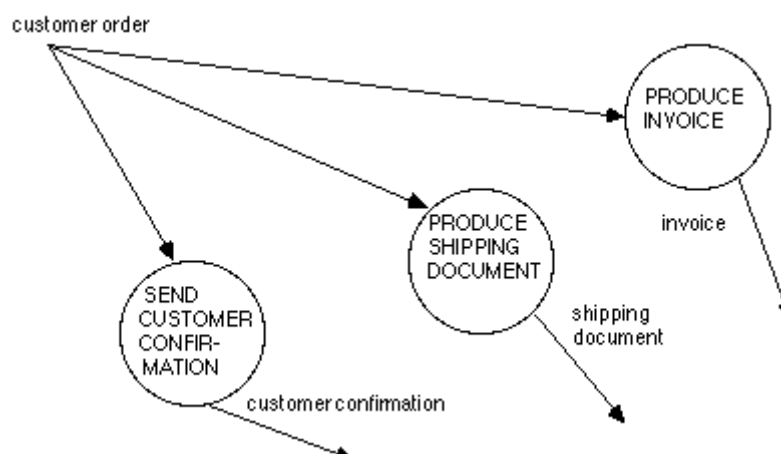 customer order
PRODUCE
INVOICE
invoice
PRODUCE
SHIPPING
DOCUMENT
shipping
document
SEND
CUSTOMER
CONFIR-
MATION
customer confirmation